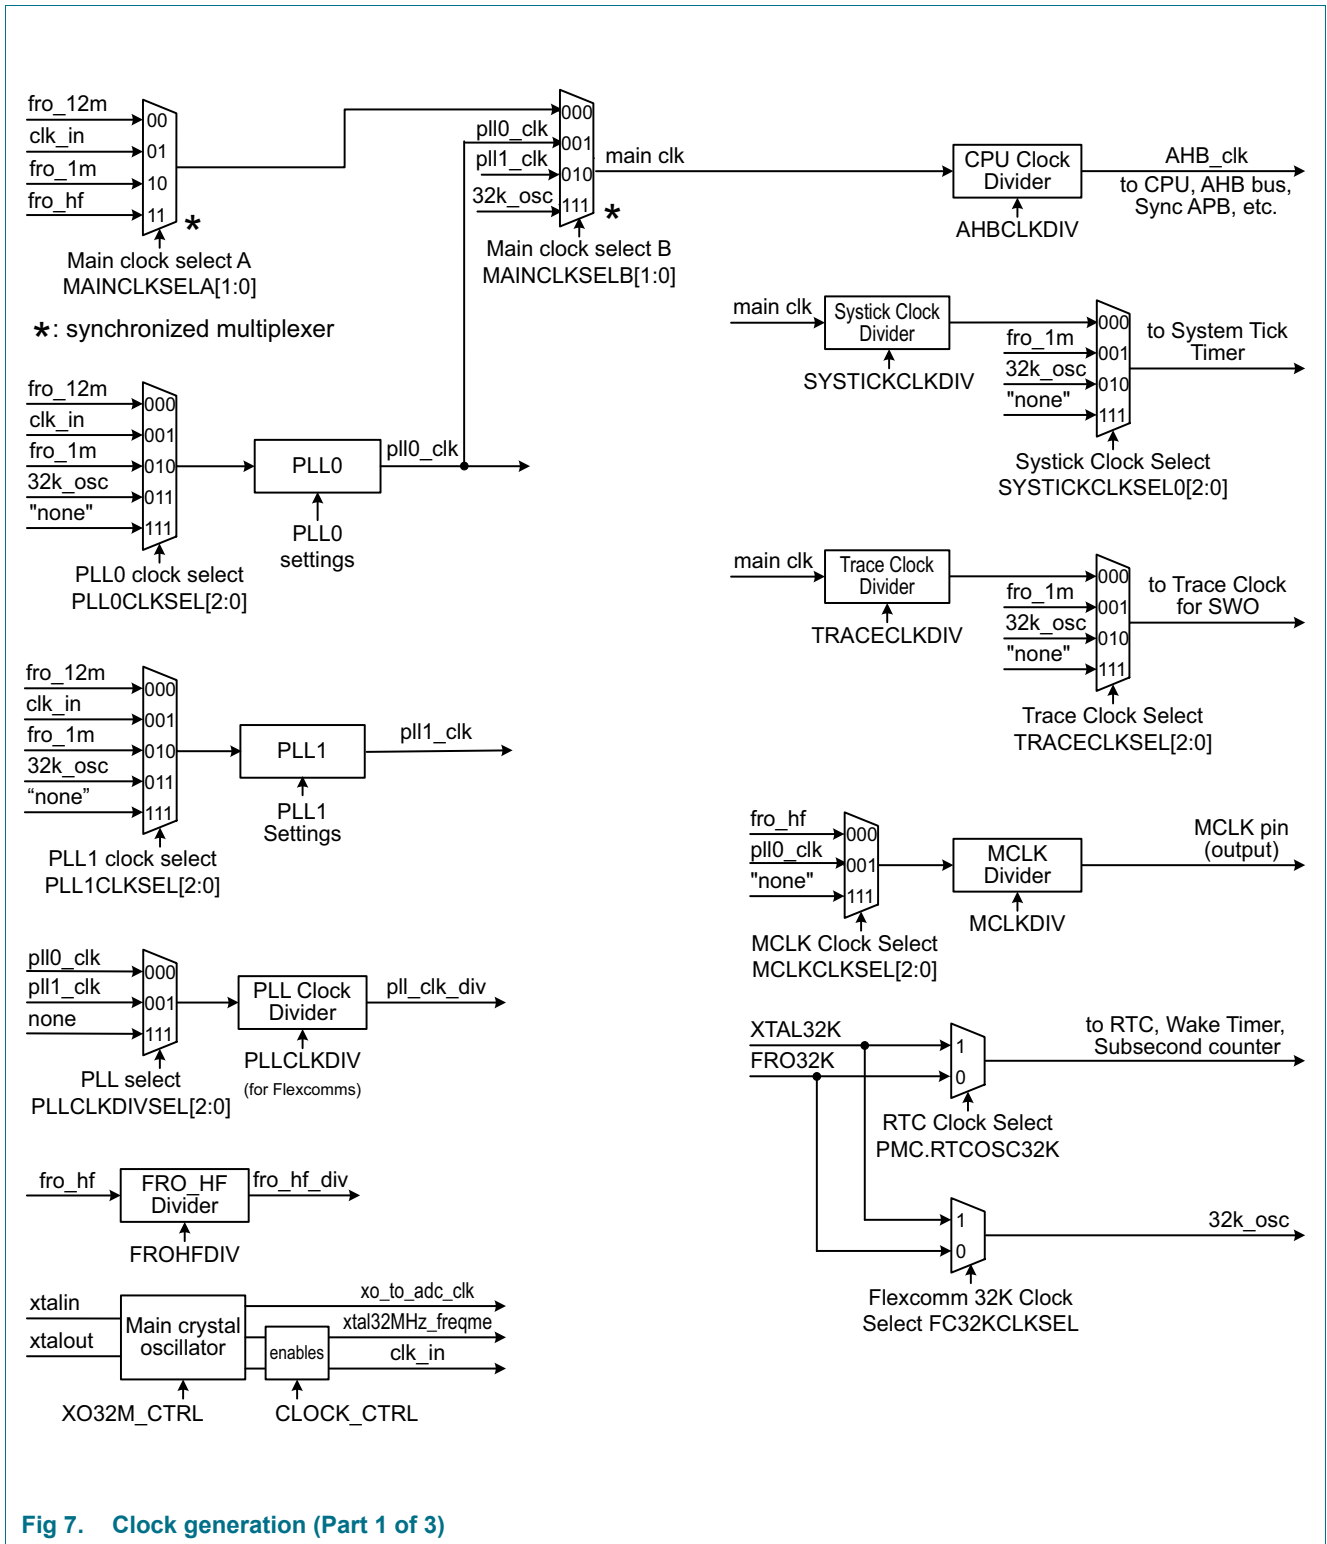 fro_12m
clk_in
fro_1m
fro_hf
00
01
10
11
*
Main clock select A
MAINCLKSELA[1:0]
*: synchronized multiplexer
pll0_clk
pll1_clk
32k_osc
000
001
010
111
*
Main clock select B
MAINCLKSELB[1:0]
main clk
CPU Clock
Divider
AHBCLKDIV
AHB_clk
to CPU, AHB bus,
Sync APB, etc.
main clk
Systick Clock
Divider
SYSTICKCLKDIV
fro_1m
32k_osc
"none"
000
001
010
111
Systick Clock Select
SYSTICKCLKSEL0[2:0]
to System Tick
Timer
fro_12m
clk_in
fro_1m
32k_osc
"none"
000
001
010
011
111
PLL0 clock select
PLL0CLKSEL[2:0]
PLL0
PLL0
settings
pll0_clk
main clk
Trace Clock
Divider
TRACECLKDIV
fro_1m
32k_osc
"none"
000
001
010
111
Trace Clock Select
TRACECLKSEL[2:0]
to Trace Clock
for SWO
fro_12m
clk_in
fro_1m
32k_osc
“none”
000
001
010
011
111
PLL1 clock select
PLL1CLKSEL[2:0]
PLL1
PLL1
Settings
pll1_clk
fro_hf
pll0_clk
"none"
000
001
111
MCLK Clock Select
MCLKCLKSEL[2:0]
MCLK
Divider
MCLKDIV
MCLK pin
(output)
pll0_clk
pll1_clk
none
000
001
111
PLL select
PLLCLKDIVSEL[2:0]
PLL Clock
Divider
PLLCLKDIV
(for Flexcomms)
pll_clk_div
XTAL32K
FRO32K
1
0
RTC Clock Select
PMC.RTCOSC32K
to RTC, Wake Timer,
Subsecond counter
1
0
Flexcomm 32K Clock
Select FC32KCLKSEL
32k_osc
fro_hf
FRO_HF
Divider
FROHFDIV
fro_hf_div
xtalin
xtalout
Main crystal
oscillator
XO32M_CTRL
enables
CLOCK_CTRL
xo_to_adc_clk
xtal32MHz_freqme
clk_in
Fig 7. Clock generation (Part 1 of 3)